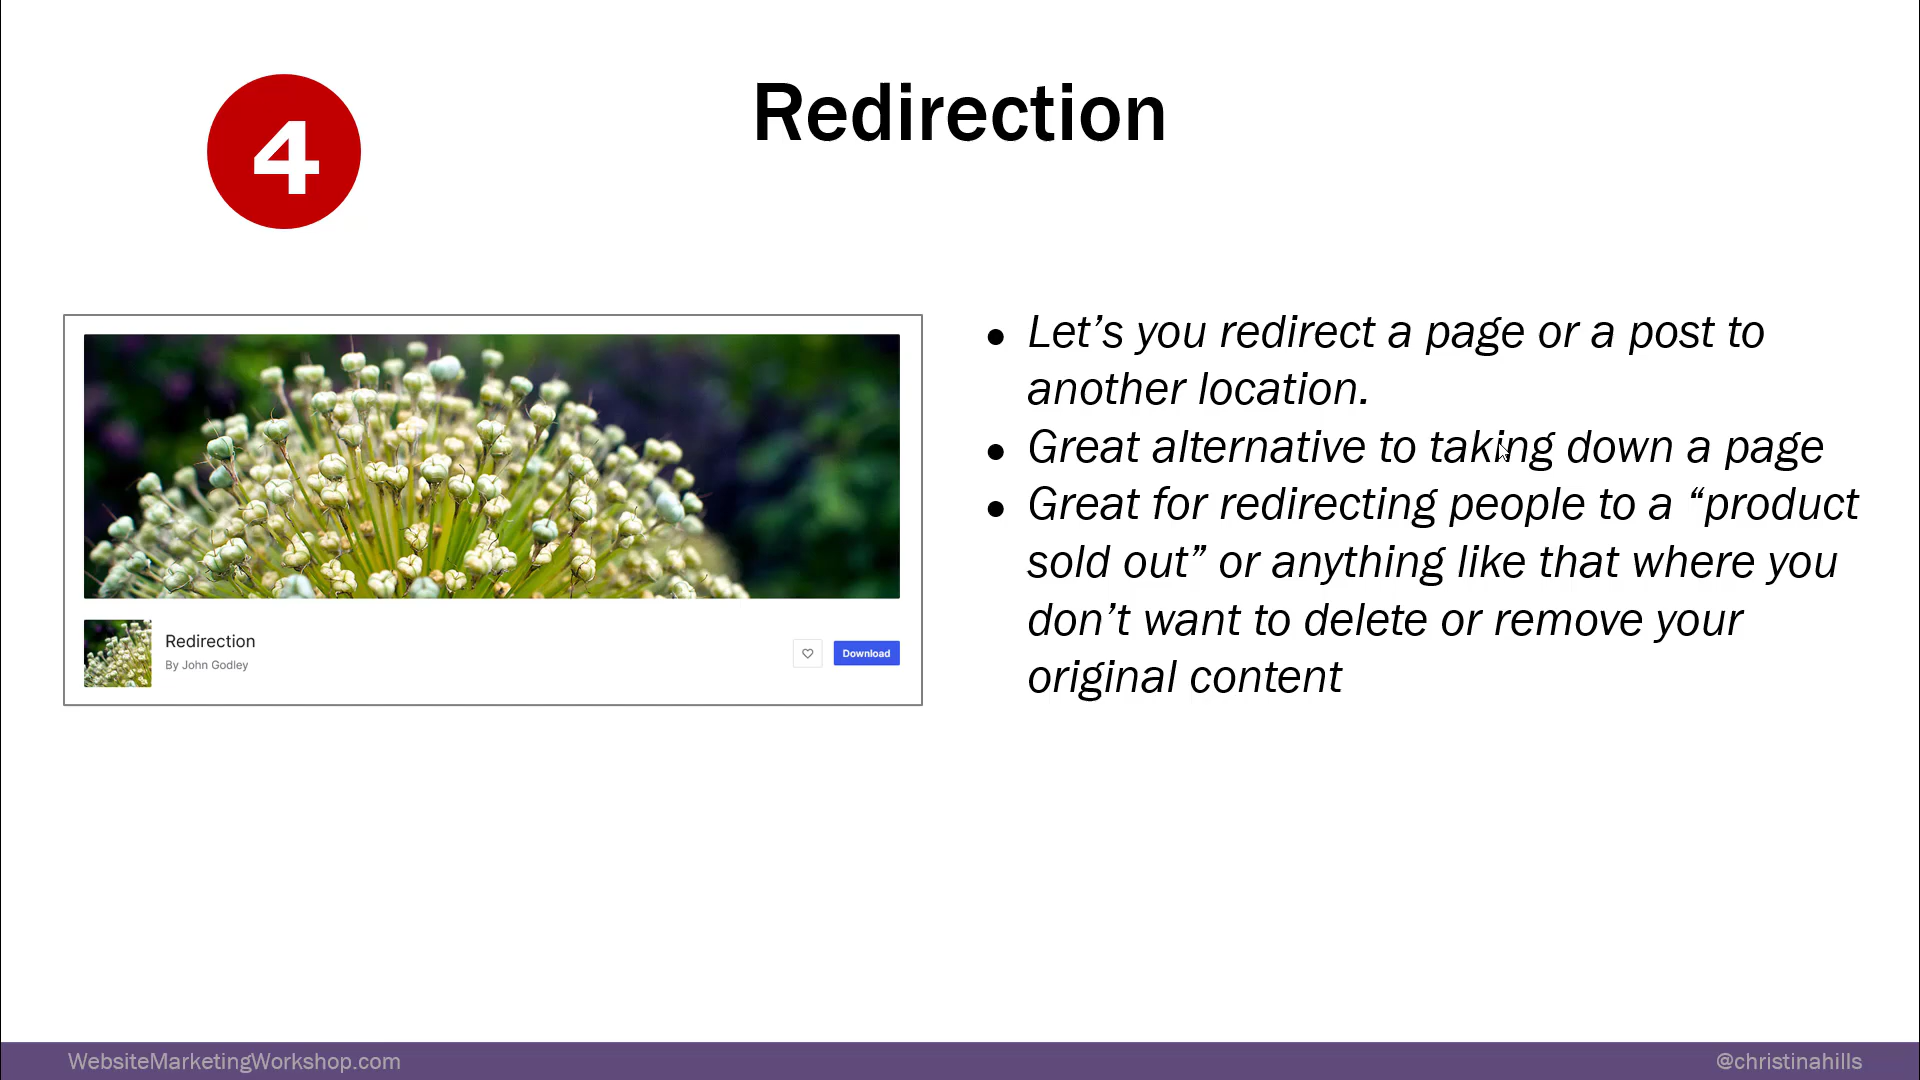 4
Redirection
Redirection
By John Godley
Download
● Let’s you redirect a page or a post to
another location.
● Great alternative to taking down a page
● Great for redirecting people to a “product
sold out” or anything like that where you
don’t want to delete or remove your
original content
WebsiteMarketingWorkshop.com
@christinahills